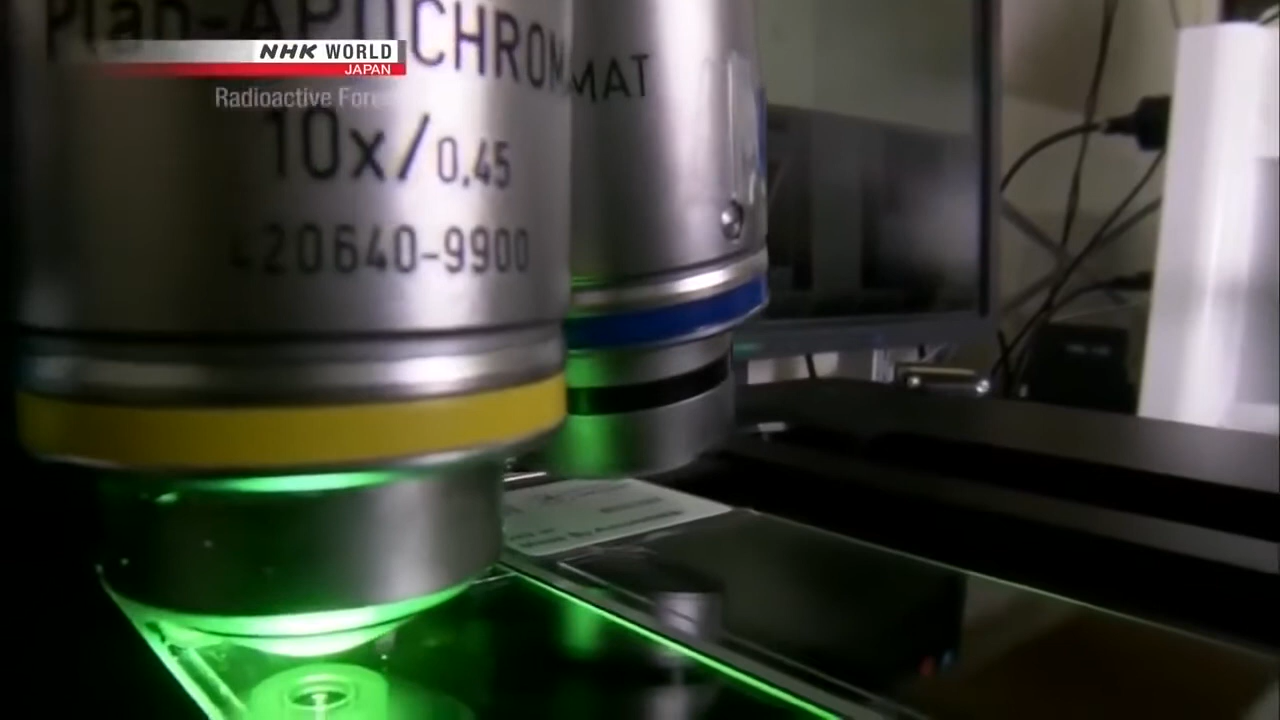 Plan-APOCHROM
MAT
NHK WORLD
JAPAN
Radioactive Fore
10x/0.45
420640-9900